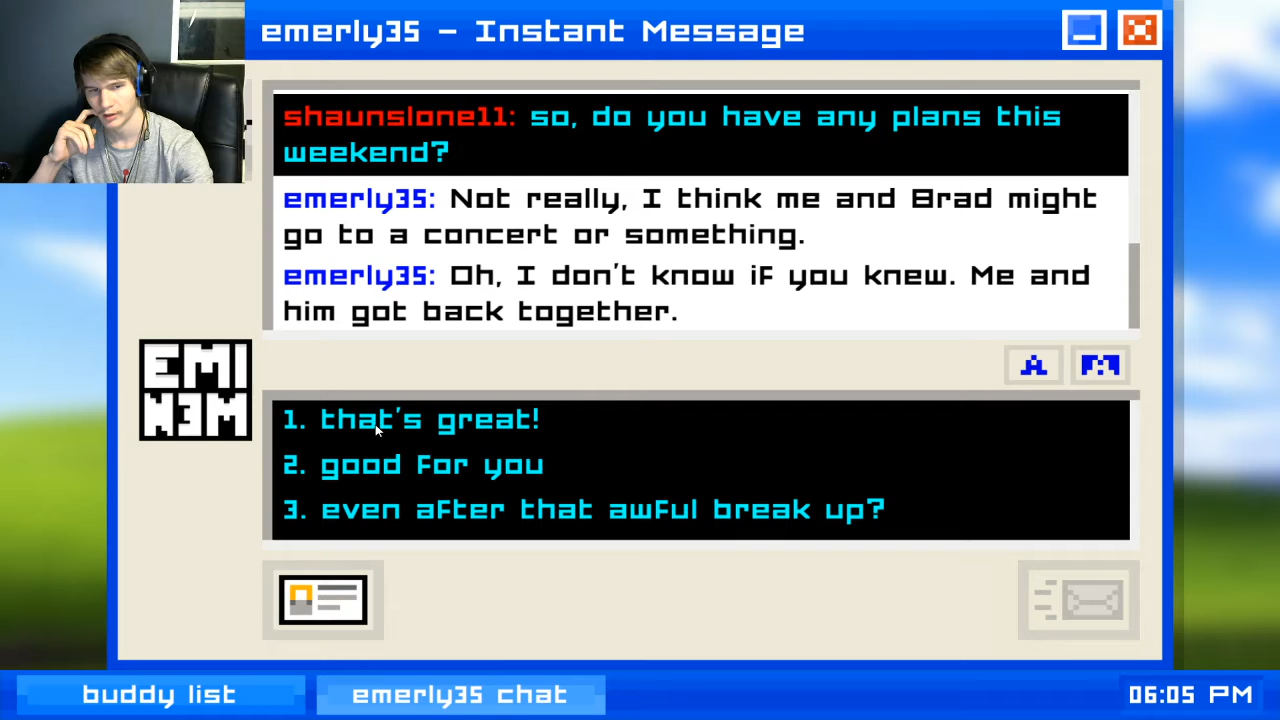 emerly35 - Instant Message
shaunslone11: so, do you have any plans this
weekend?
emerly35: Not really, I think me and Brad might
go to a concert or something.
emerly35: Oh, I don't know if you knew. Me and
him got back together.
EMI
N3M
A
1. that's great!
2. good for you
3. even after that awful break up?
buddy list
emerly35 chat
06:05 PM